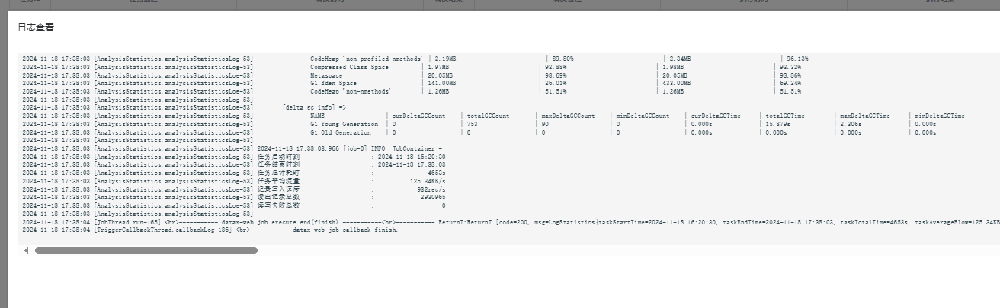 日志查看
2024-11-18 17:38:03 [AnalysisStatistics.analysisStatisticsLog-53] CodeHeap 'non-profiled nmethods' | 2.19MB | 89.80% | 2.34MB | 96.13%
2024-11-18 17:38:03 [AnalysisStatistics.analysisStatisticsLog-53] Compressed Class Space | 1.97MB | 92.88% | 1.98MB | 93.32%
2024-11-18 17:38:03 [AnalysisStatistics.analysisStatisticsLog-53] Metaspace | 20.05MB | 98.69% | 20.05MB | 98.86%
2024-11-18 17:38:03 [AnalysisStatistics.analysisStatisticsLog-53] G1 Eden Space | 141.00MB | 26.01% | 433.00MB | 69.24%
2024-11-18 17:38:03 [AnalysisStatistics.analysisStatisticsLog-53] CodeHeap 'non-nmethods' | 1.26MB | 51.51% | 1.26MB | 51.51%
2024-11-18 17:38:03 [AnalysisStatistics.analysisStatisticsLog-53]
2024-11-18 17:38:03 [AnalysisStatistics.analysisStatisticsLog-53] [delta gc info] =>
2024-11-18 17:38:03 [AnalysisStatistics.analysisStatisticsLog-53] NAME | curDeltaGCCount | totalGCCount | maxDeltaGCCount | minDeltaGCCount | curDeltaGCTime | totalGCTime | maxDeltaGCTime | minDeltaGCTime
2024-11-18 17:38:03 [AnalysisStatistics.analysisStatisticsLog-53] G1 Young Generation | 0 | 753 | 90 | 0 | 0.000s | 15.879s | 2.306s | 0.000s
2024-11-18 17:38:03 [AnalysisStatistics.analysisStatisticsLog-53] G1 Old Generation | 0 | 0 | 0 | 0 | 0.000s | 0.000s | 0.000s | 0.000s
2024-11-18 17:38:03 [AnalysisStatistics.analysisStatisticsLog-53]
2024-11-18 17:38:03 [AnalysisStatistics.analysisStatisticsLog-53] 2024-11-18 17:38:03.966 [job-0] INFO JobContainer -
2024-11-18 17:38:03 [AnalysisStatistics.analysisStatisticsLog-53] 任务启动时刻 : 2024-11-18 16:20:30
2024-11-18 17:38:03 [AnalysisStatistics.analysisStatisticsLog-53] 任务结束时刻 : 2024-11-18 17:38:03
2024-11-18 17:38:03 [AnalysisStatistics.analysisStatisticsLog-53] 任务总计耗时 : 4653s
2024-11-18 17:38:03 [AnalysisStatistics.analysisStatisticsLog-53] 任务平均流量 : 125.34KB/s
2024-11-18 17:38:03 [AnalysisStatistics.analysisStatisticsLog-53] 记录写入速度 : 932rec/s
2024-11-18 17:38:03 [AnalysisStatistics.analysisStatisticsLog-53] 读出记录总数 : 2930965
2024-11-18 17:38:03 [AnalysisStatistics.analysisStatisticsLog-53] 读写失败总数 : 0
2024-11-18 17:38:03 [AnalysisStatistics.analysisStatisticsLog-53]
2024-11-18 17:38:04 [JobThread.run-165] <br>----------- datax-web job execute end(finish) -----------<br>----------- ReturnT:ReturnT [code=200, msg=LogStatistics{taskStartTime=2024-11-18 16:20:30, taskEndTime=2024-11-18 17:38:03, taskTotalTime=4653s, taskAverageFlow=125.34KB
2024-11-18 17:38:04 [TriggerCallbackThread.callbackLog-186] <br>----------- datax-web job callback finish.